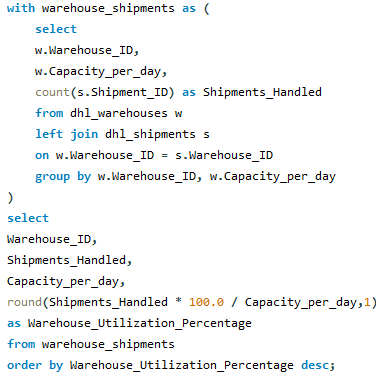 with warehouse_shipments as (
    select
    w.Warehouse_ID,
    w.Capacity_per_day,
    count(s.Shipment_ID) as Shipments_Handled
    from dhl_warehouses w
    left join dhl_shipments s
    on w.Warehouse_ID = s.Warehouse_ID
    group by w.Warehouse_ID, w.Capacity_per_day
)
select
Warehouse_ID,
Shipments_Handled,
Capacity_per_day,
round(Shipments_Handled * 100.0 / Capacity_per_day,1)
as Warehouse_Utilization_Percentage
from warehouse_shipments
order by Warehouse_Utilization_Percentage desc;